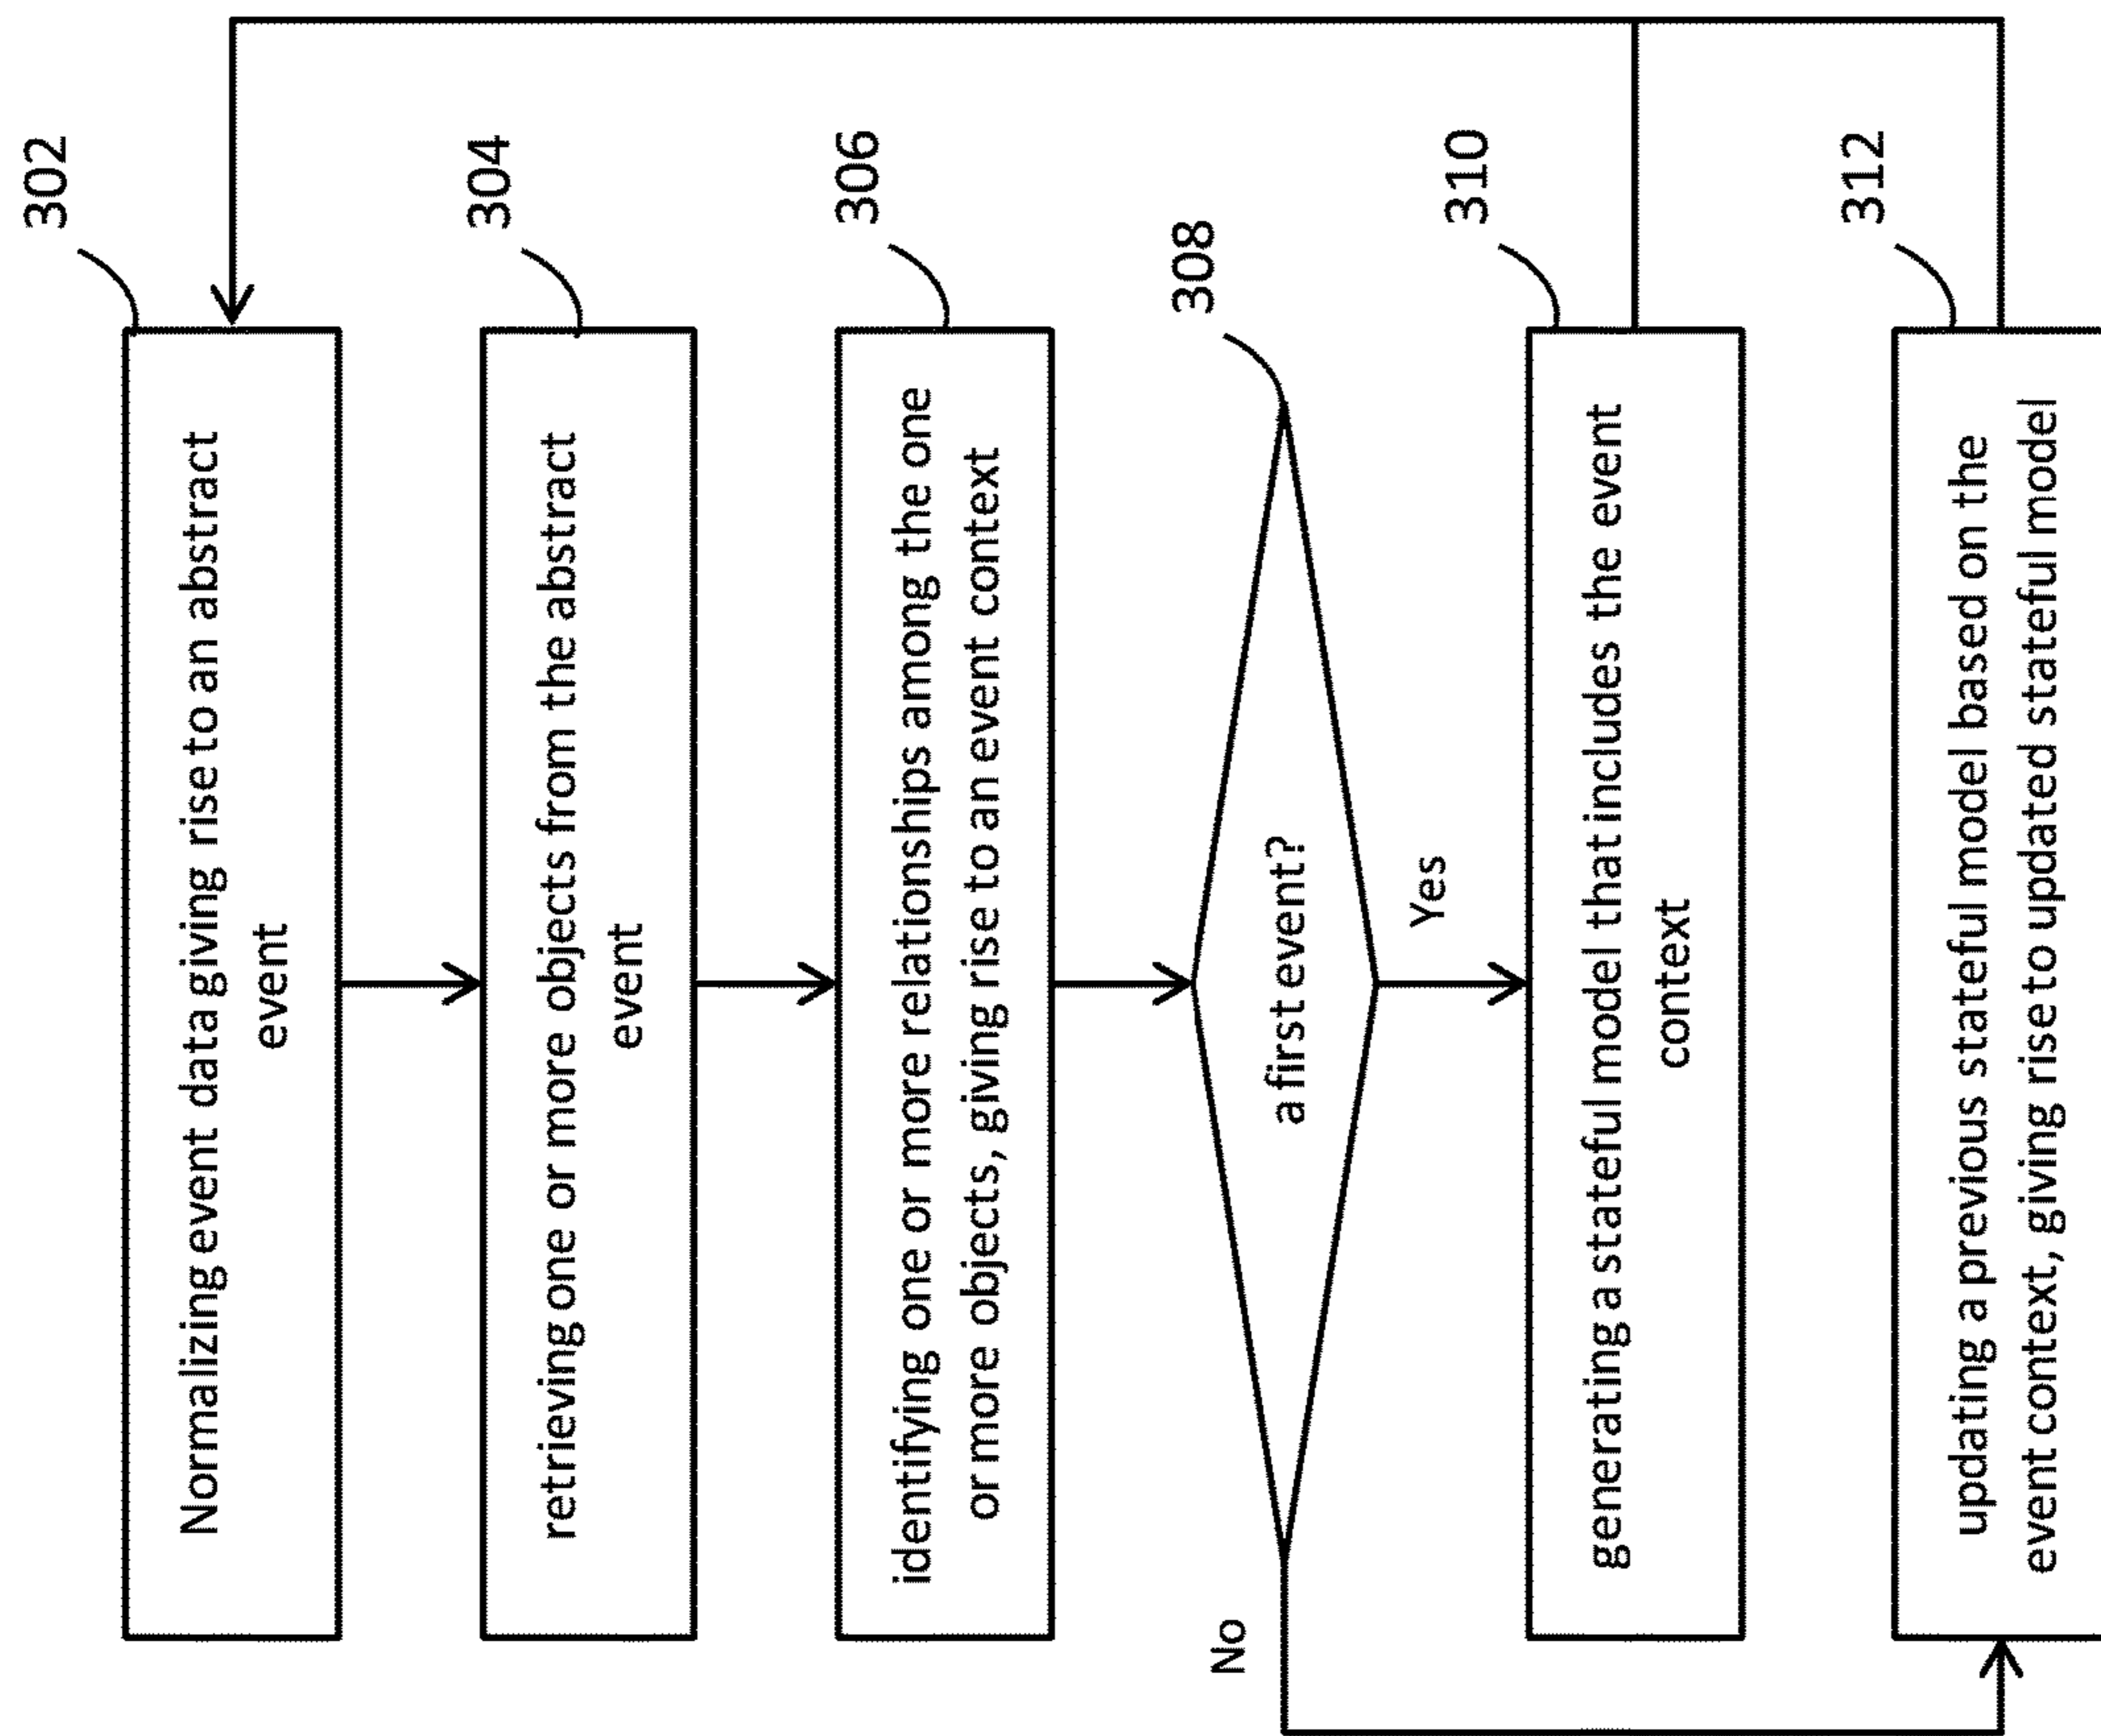 302
Normalizing event data giving rise to an abstract
event
304
retrieving one or more objects from the abstract
event
306
identifying one or more relationships among the one
or more objects, giving rise to an event context
308
a first event?
No
Yes
310
generating a stateful model that includes the event
context
312
updating a previous stateful model based on the
event context, giving rise to updated stateful model